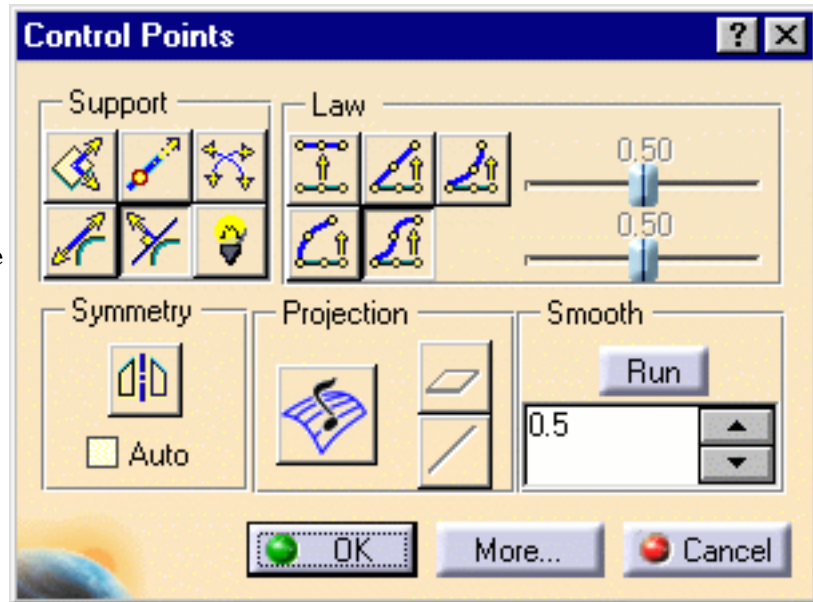 Control Points
Support
Law
0.50
0.50
Symmetry
Auto
Projection
Smooth
Run
0.5
OK
More...
Cancel